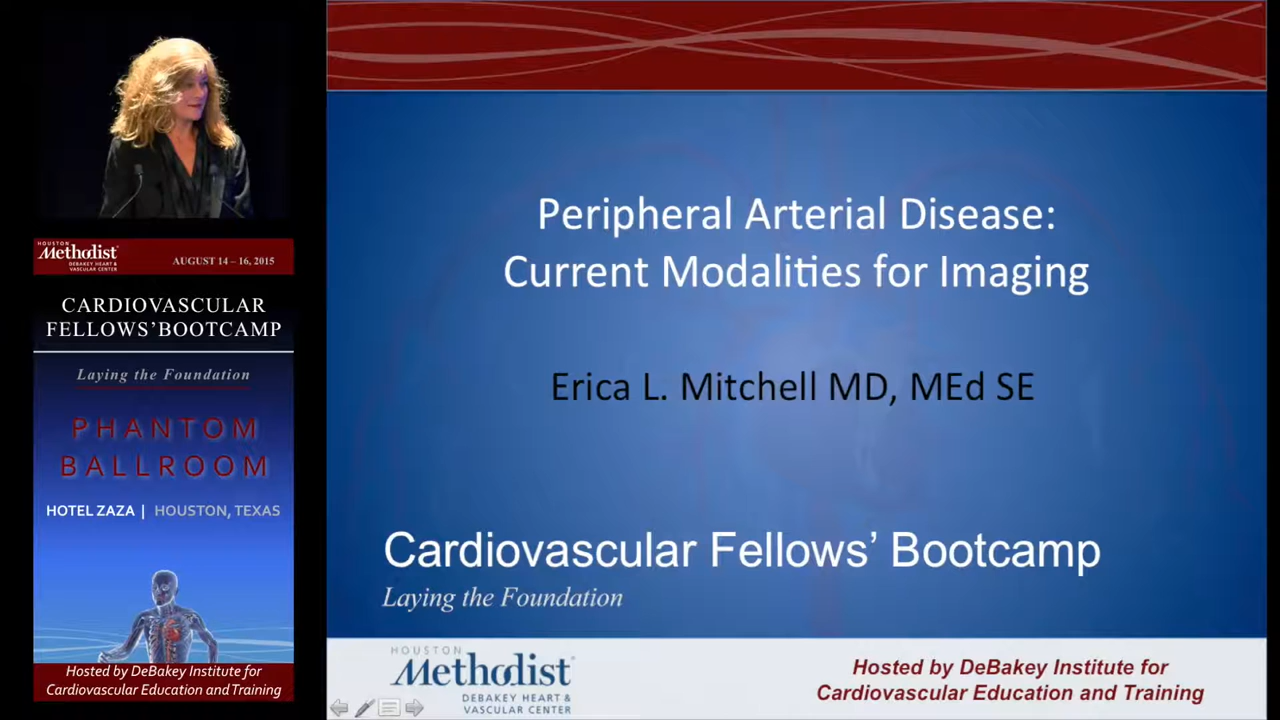 HOUSTON
Methodist
DEBAKEY HEART &
VASCULAR CENTER
AUGUST 14 – 16, 2015
CARDIOVASCULAR
FELLOWS’BOOTCAMP
Laying the Foundation
PHANTOM
BALLROOM
HOTEL ZAZA | HOUSTON, TEXAS
Hosted by DeBakey Institute for
Cardiovascular Education and Training
Peripheral Arterial Disease:
Current Modalities for Imaging
Erica L. Mitchell MD, MEd SE
Cardiovascular Fellows’ Bootcamp
Laying the Foundation
HOUSTON
Methodist
DEBAKEY HEART &
VASCULAR CENTER
Hosted by DeBakey Institute for
Cardiovascular Education and Training